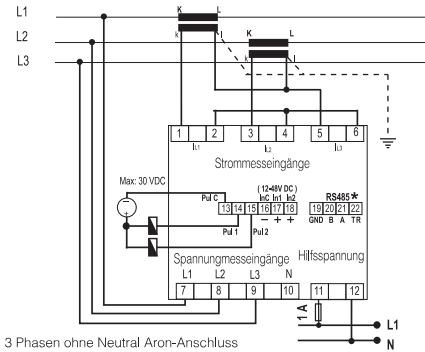 L1
K L
L2
k l
K L
L3
k l
1 2 3 4 5 6
IL1 IL2 IL3
Strommesseingänge
Max: 30 VDC
( 12-48V DC )
Pul C InC In1 In2 RS485*
13 14 15 16 17 18 19 20 21 22
− + + GND B A TR
Pul 1 Pul 2
Spannungmesseingänge Hilfsspannung
L1 L2 L3 N
7 8 9 10 11 12
1 A
L1
N
3 Phasen ohne Neutral Aron-Anschluss